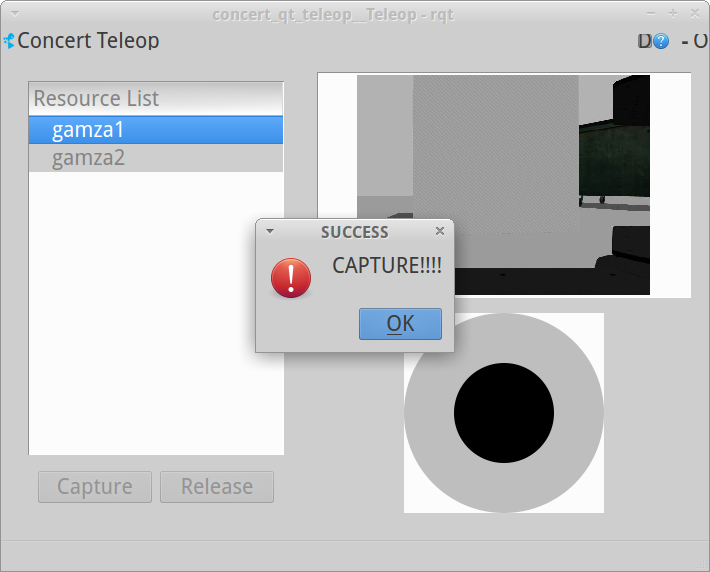 concert_qt_teleop__Teleop - rqt
Concert Teleop
D? - O
Resource List
gamza1
gamza2
SUCCESS
CAPTURE!!!!
OK
Capture
Release